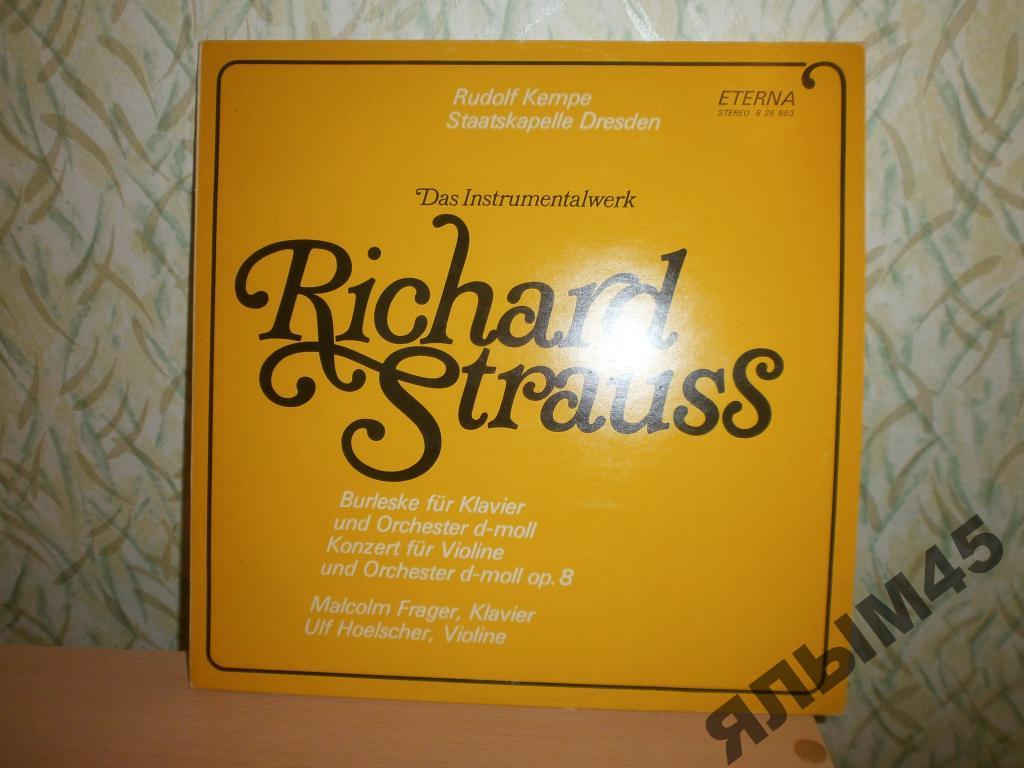 Rudolf Kempe
Staatskapelle Dresden
ETERNA
STEREO 8 26 853
Das Instrumentalwerk
Richard
Strauss
Burleske für Klavier
und Orchester d-moll
Konzert für Violine
und Orchester d-moll op. 8
Malcolm Frager, Klavier
Ulf Hoelscher, Violine
ЯЛЫМ45